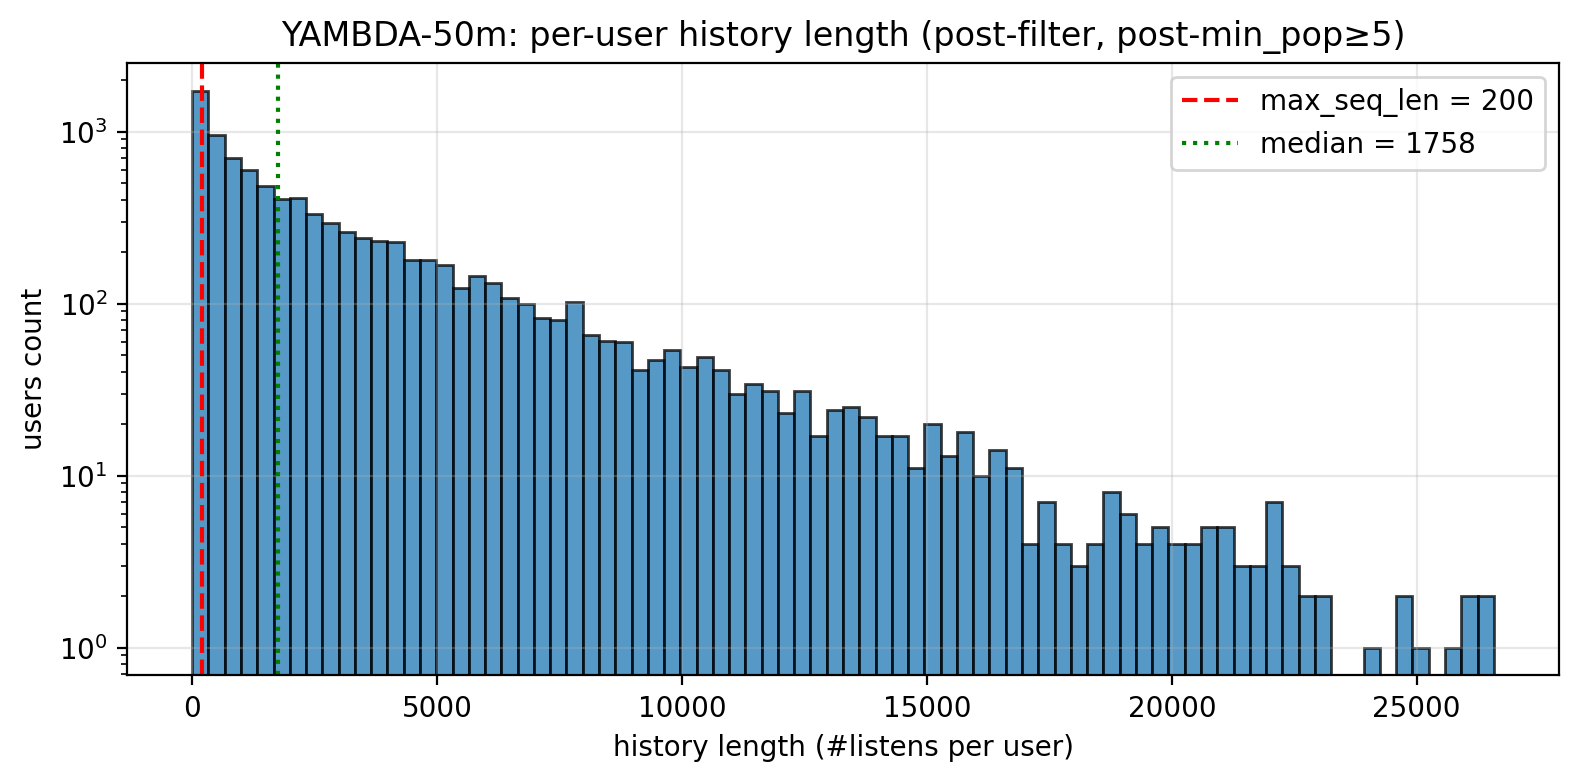 YAMBDA-50m: per-user history length (post-filter, post-min_pop≥5)
max_seq_len = 200
median = 1758
users count
10³
10²
10¹
10⁰
0 5000 10000 15000 20000 25000
history length (#listens per user)